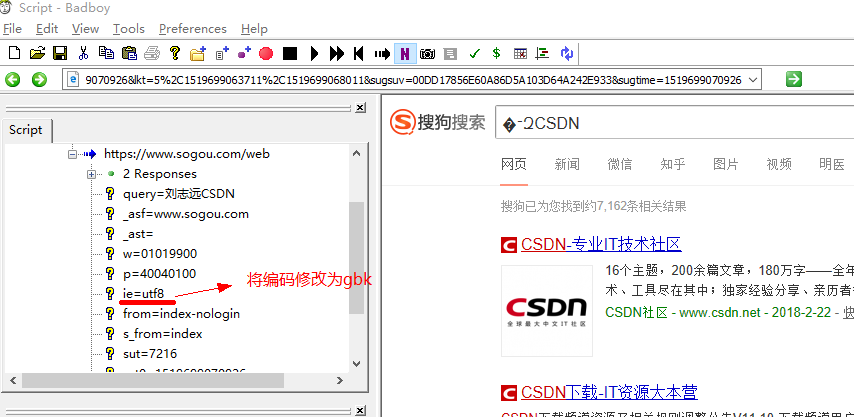 Script - Badboy
File Edit View Tools Preferences Help
9070926&lkt=5%2C1519699063711%2C1519699068011&sugsuv=00DD17856E60A86D5A103D64A242E933&sugtime=1519699070926
Script
https://www.sogou.com/web
2 Responses
query=刘志远CSDN
_asf=www.sogou.com
_ast=
w=01019900
p=40040100
ie=utf8
将编码修改为gbk
from=index-nologin
s_from=index
sut=7216
搜狗搜索
CSDN
网页 新闻 微信 知乎 图片 视频 明医
搜狗已为您找到约7,162条相关结果
CSDN-专业IT技术社区
CSDN
全球最大中文IT社区
16个主题，200余篇文章，180万字——全年
术、工具尽在其中；独家经验分享、亲历者
CSDN社区 - www.csdn.net - 2018-2-22 - 快
CSDN下载-IT资源大本营